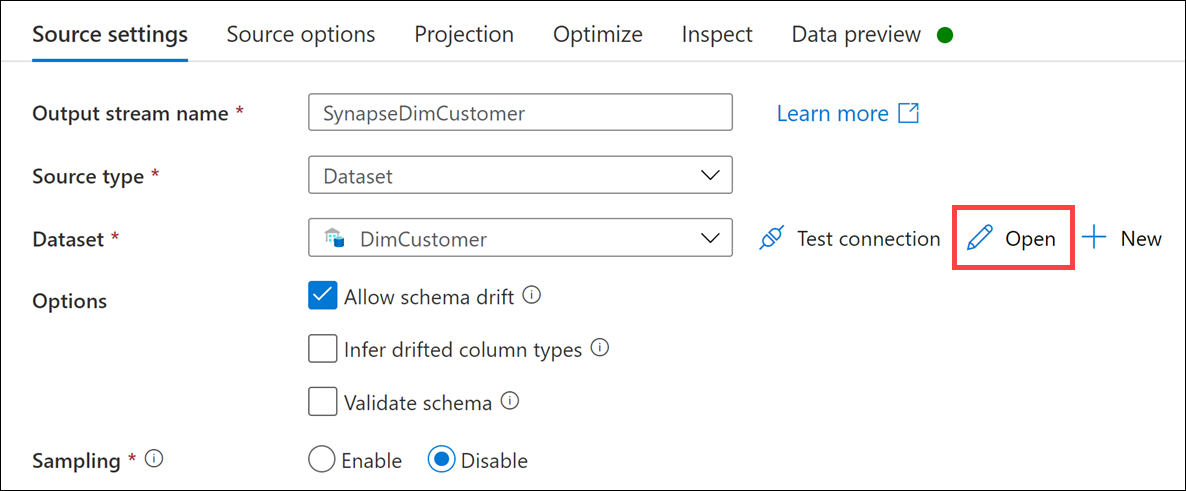 Source settings Source options Projection Optimize Inspect Data preview
Output stream name * SynapseDimCustomer Learn more
Source type * Dataset
Dataset * DimCustomer Test connection Open New
Options Allow schema drift
Infer drifted column types
Validate schema
Sampling * Enable Disable